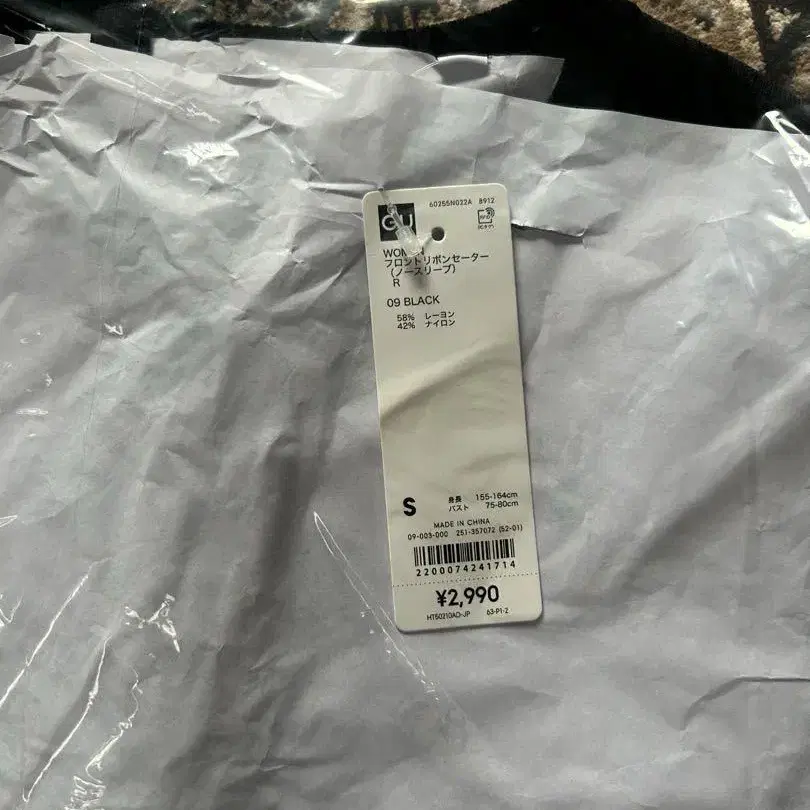 60255N022A 8912
GU
フロントリボンセーター
(ノースリーブ)
R
09 BLACK
58% レーヨン
42% ナイロン
S
身長 155-164cm
バスト 75-80cm
MADE IN CHINA
09-003-000 251-357072 (52-01)
2200074241714
¥2,990
HT50210AD-JP 63-P1-2